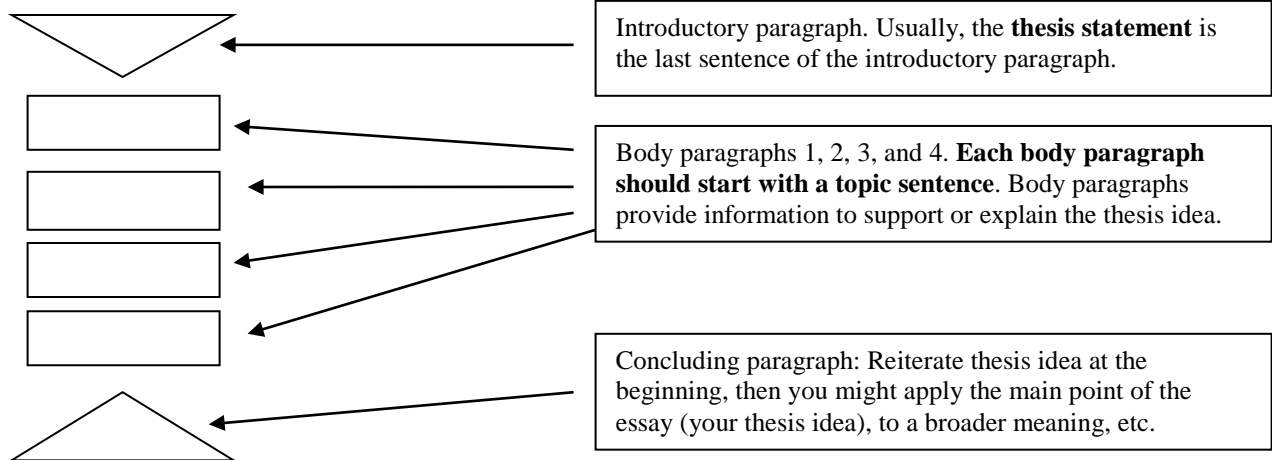 Introductory paragraph. Usually, the thesis statement is
the last sentence of the introductory paragraph.
Body paragraphs 1, 2, 3, and 4. Each body paragraph
should start with a topic sentence. Body paragraphs
provide information to support or explain the thesis idea.
Concluding paragraph: Reiterate thesis idea at the
beginning, then you might apply the main point of the
essay (your thesis idea), to a broader meaning, etc.